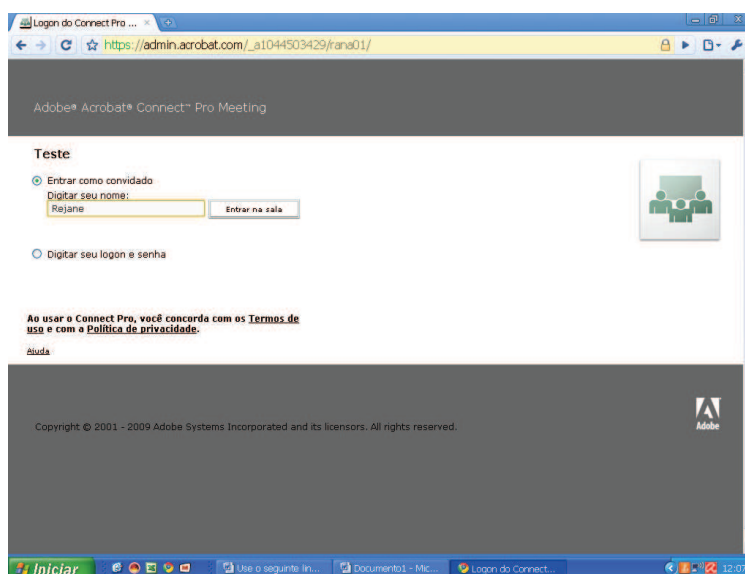 Logon do Connect Pro ...
https://admin.acrobat.com/_a1044503429/rana01/
Adobe® Acrobat® Connect™ Pro Meeting
Teste
Entrar como convidado
Digitar seu nome:
Rejane
Entrar na sala
Digitar seu logon e senha
Ao usar o Connect Pro, você concorda com os Termos de
uso e com a Política de privacidade.
Ajuda
Copyright © 2001 - 2009 Adobe Systems Incorporated and its licensors. All rights reserved.
Adobe
Iniciar
Use o seguinte lin...
Documento1 - Mic...
Logon do Connect...
12:07